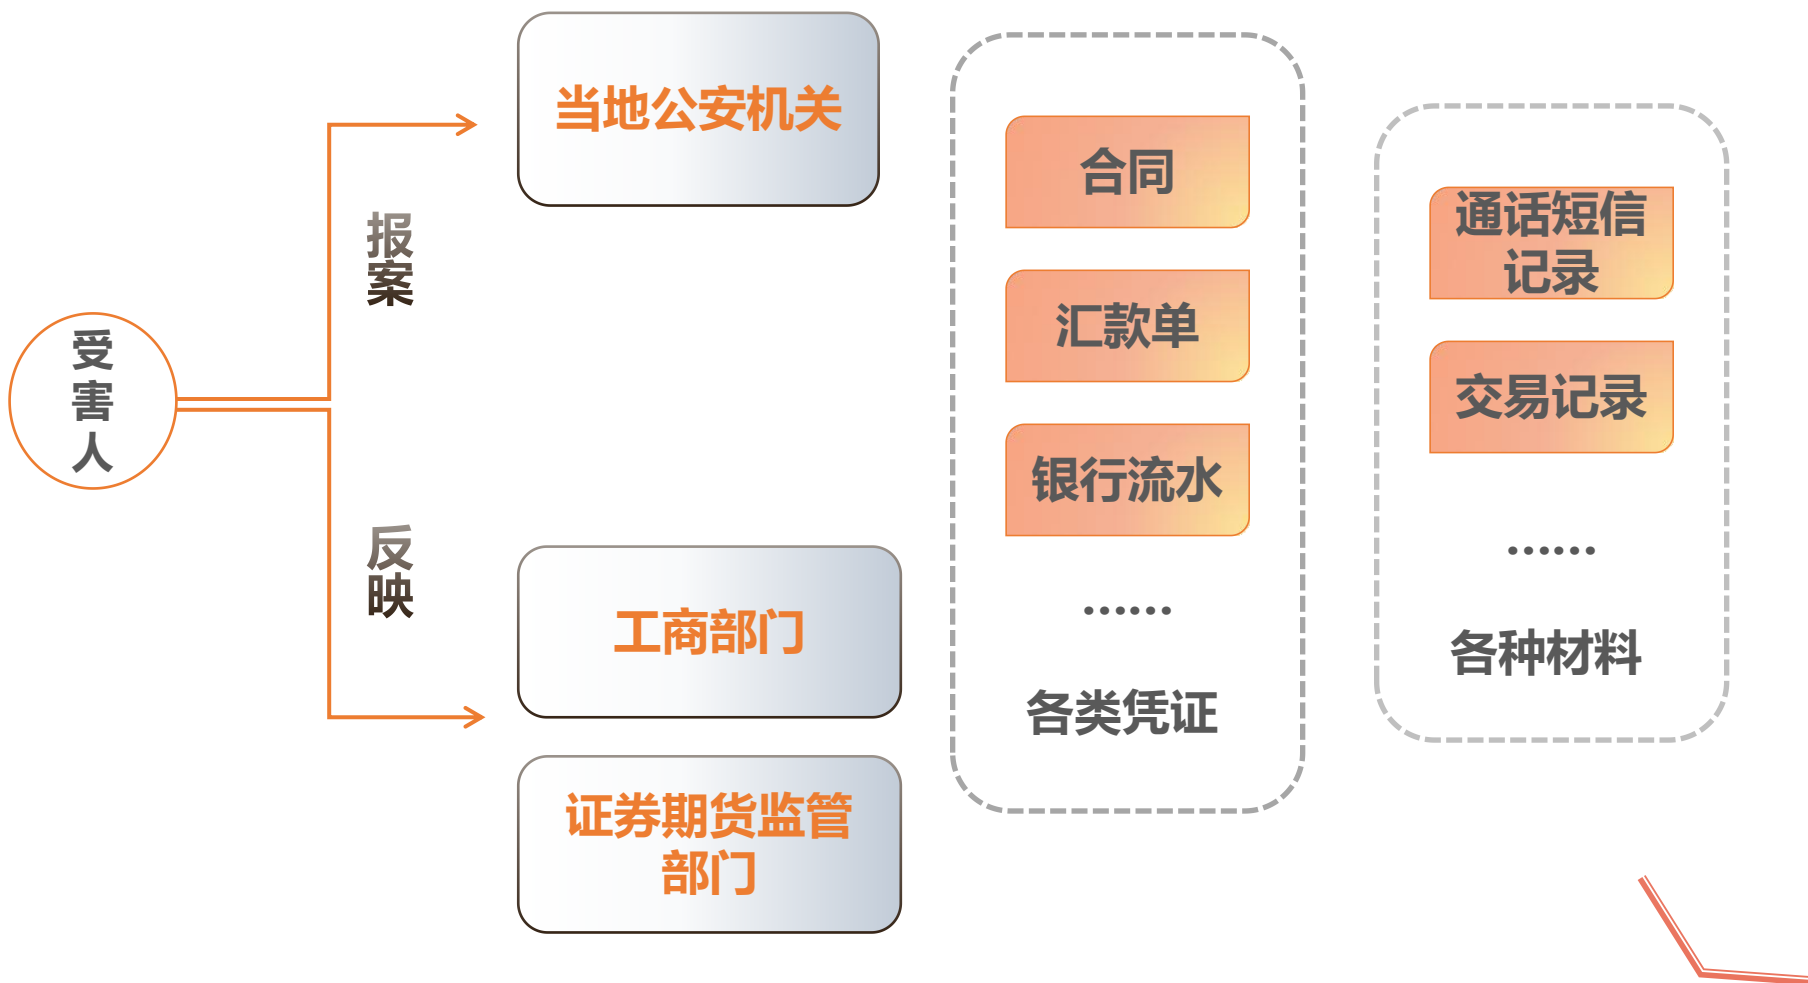 受
害
人
报
案
反
映
当地公安机关
工商部门
证券期货监管
部门
合同
汇款单
银行流水
……
各类凭证
通话短信
记录
交易记录
……
各种材料